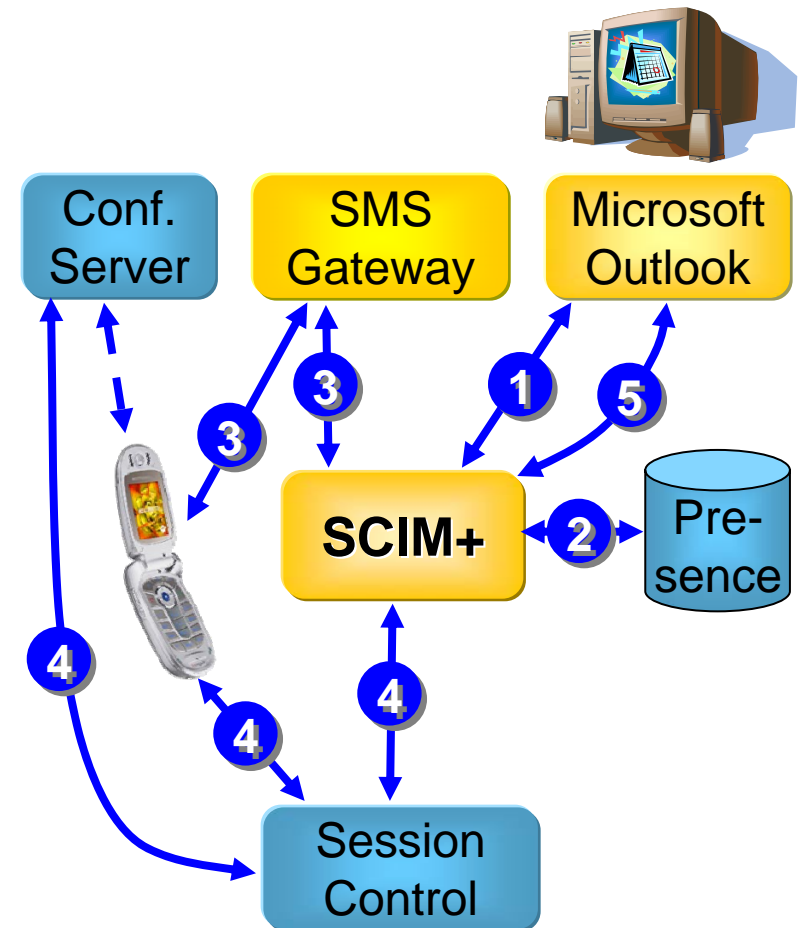 Conf.
Server
SMS
Gateway
Microsoft
Outlook
3
3
1
5
SCIM+
2
Pre-
sence
4
4
4
Session
Control